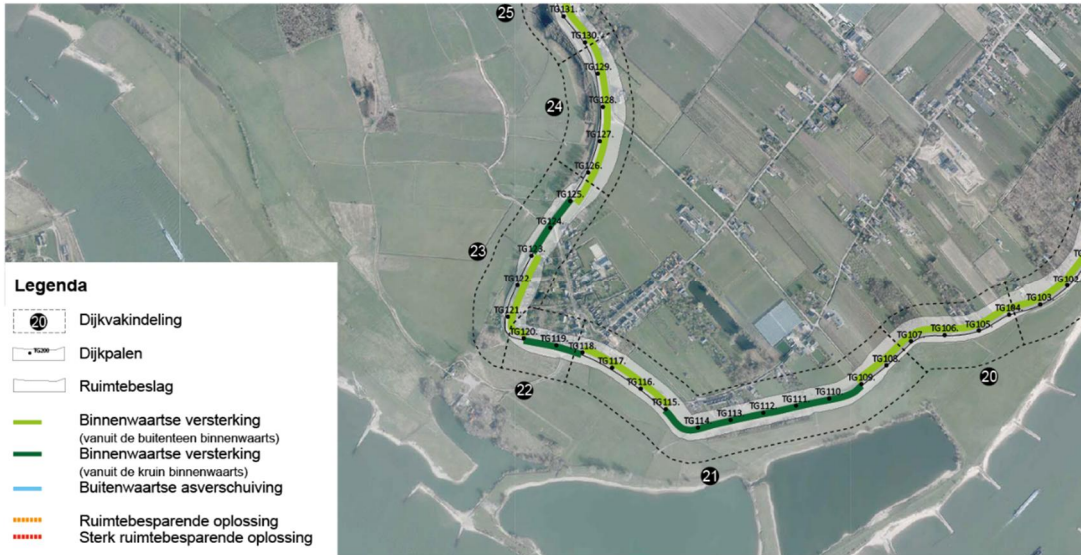 25
TG131.
TG130.
TG129.
24
TG128.
TG127.
TG126.
TG125.
TG124.
23
TG123.
TG122.
TG121.
TG120.
TG119.
TG118.
TG117.
TG116.
TG115.
TG114.
TG113.
TG112.
TG111.
TG110.
TG109.
TG108.
TG107.
TG106.
TG105.
TG104.
TG103.
TG102.
20
22
21
Legenda
20 Dijkvakindeling
TG200 Dijkpalen
Ruimtebeslag
Binnenwaartse versterking
(vanuit de buitenteen binnenwaarts)
Binnenwaartse versterking
(vanuit de kruin binnenwaarts)
Buitenwaartse asverschuiving
Ruimtebesparende oplossing
Sterk ruimtebesparende oplossing